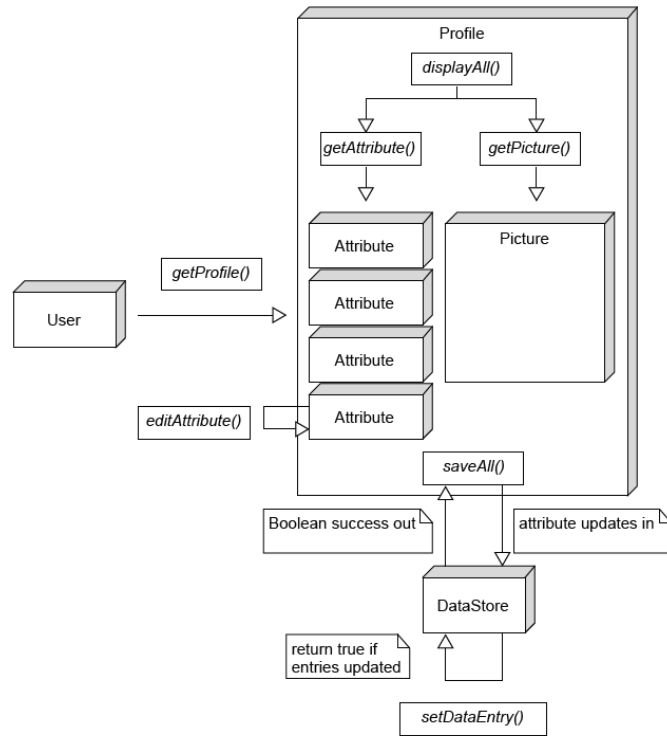 Profile
displayAll()
getAttribute()
getPicture()
Attribute
Picture
getProfile()
Attribute
User
Attribute
editAttribute()
Attribute
saveAll()
Boolean success out
attribute updates in
DataStore
return true if
entries updated
setDataEntry()